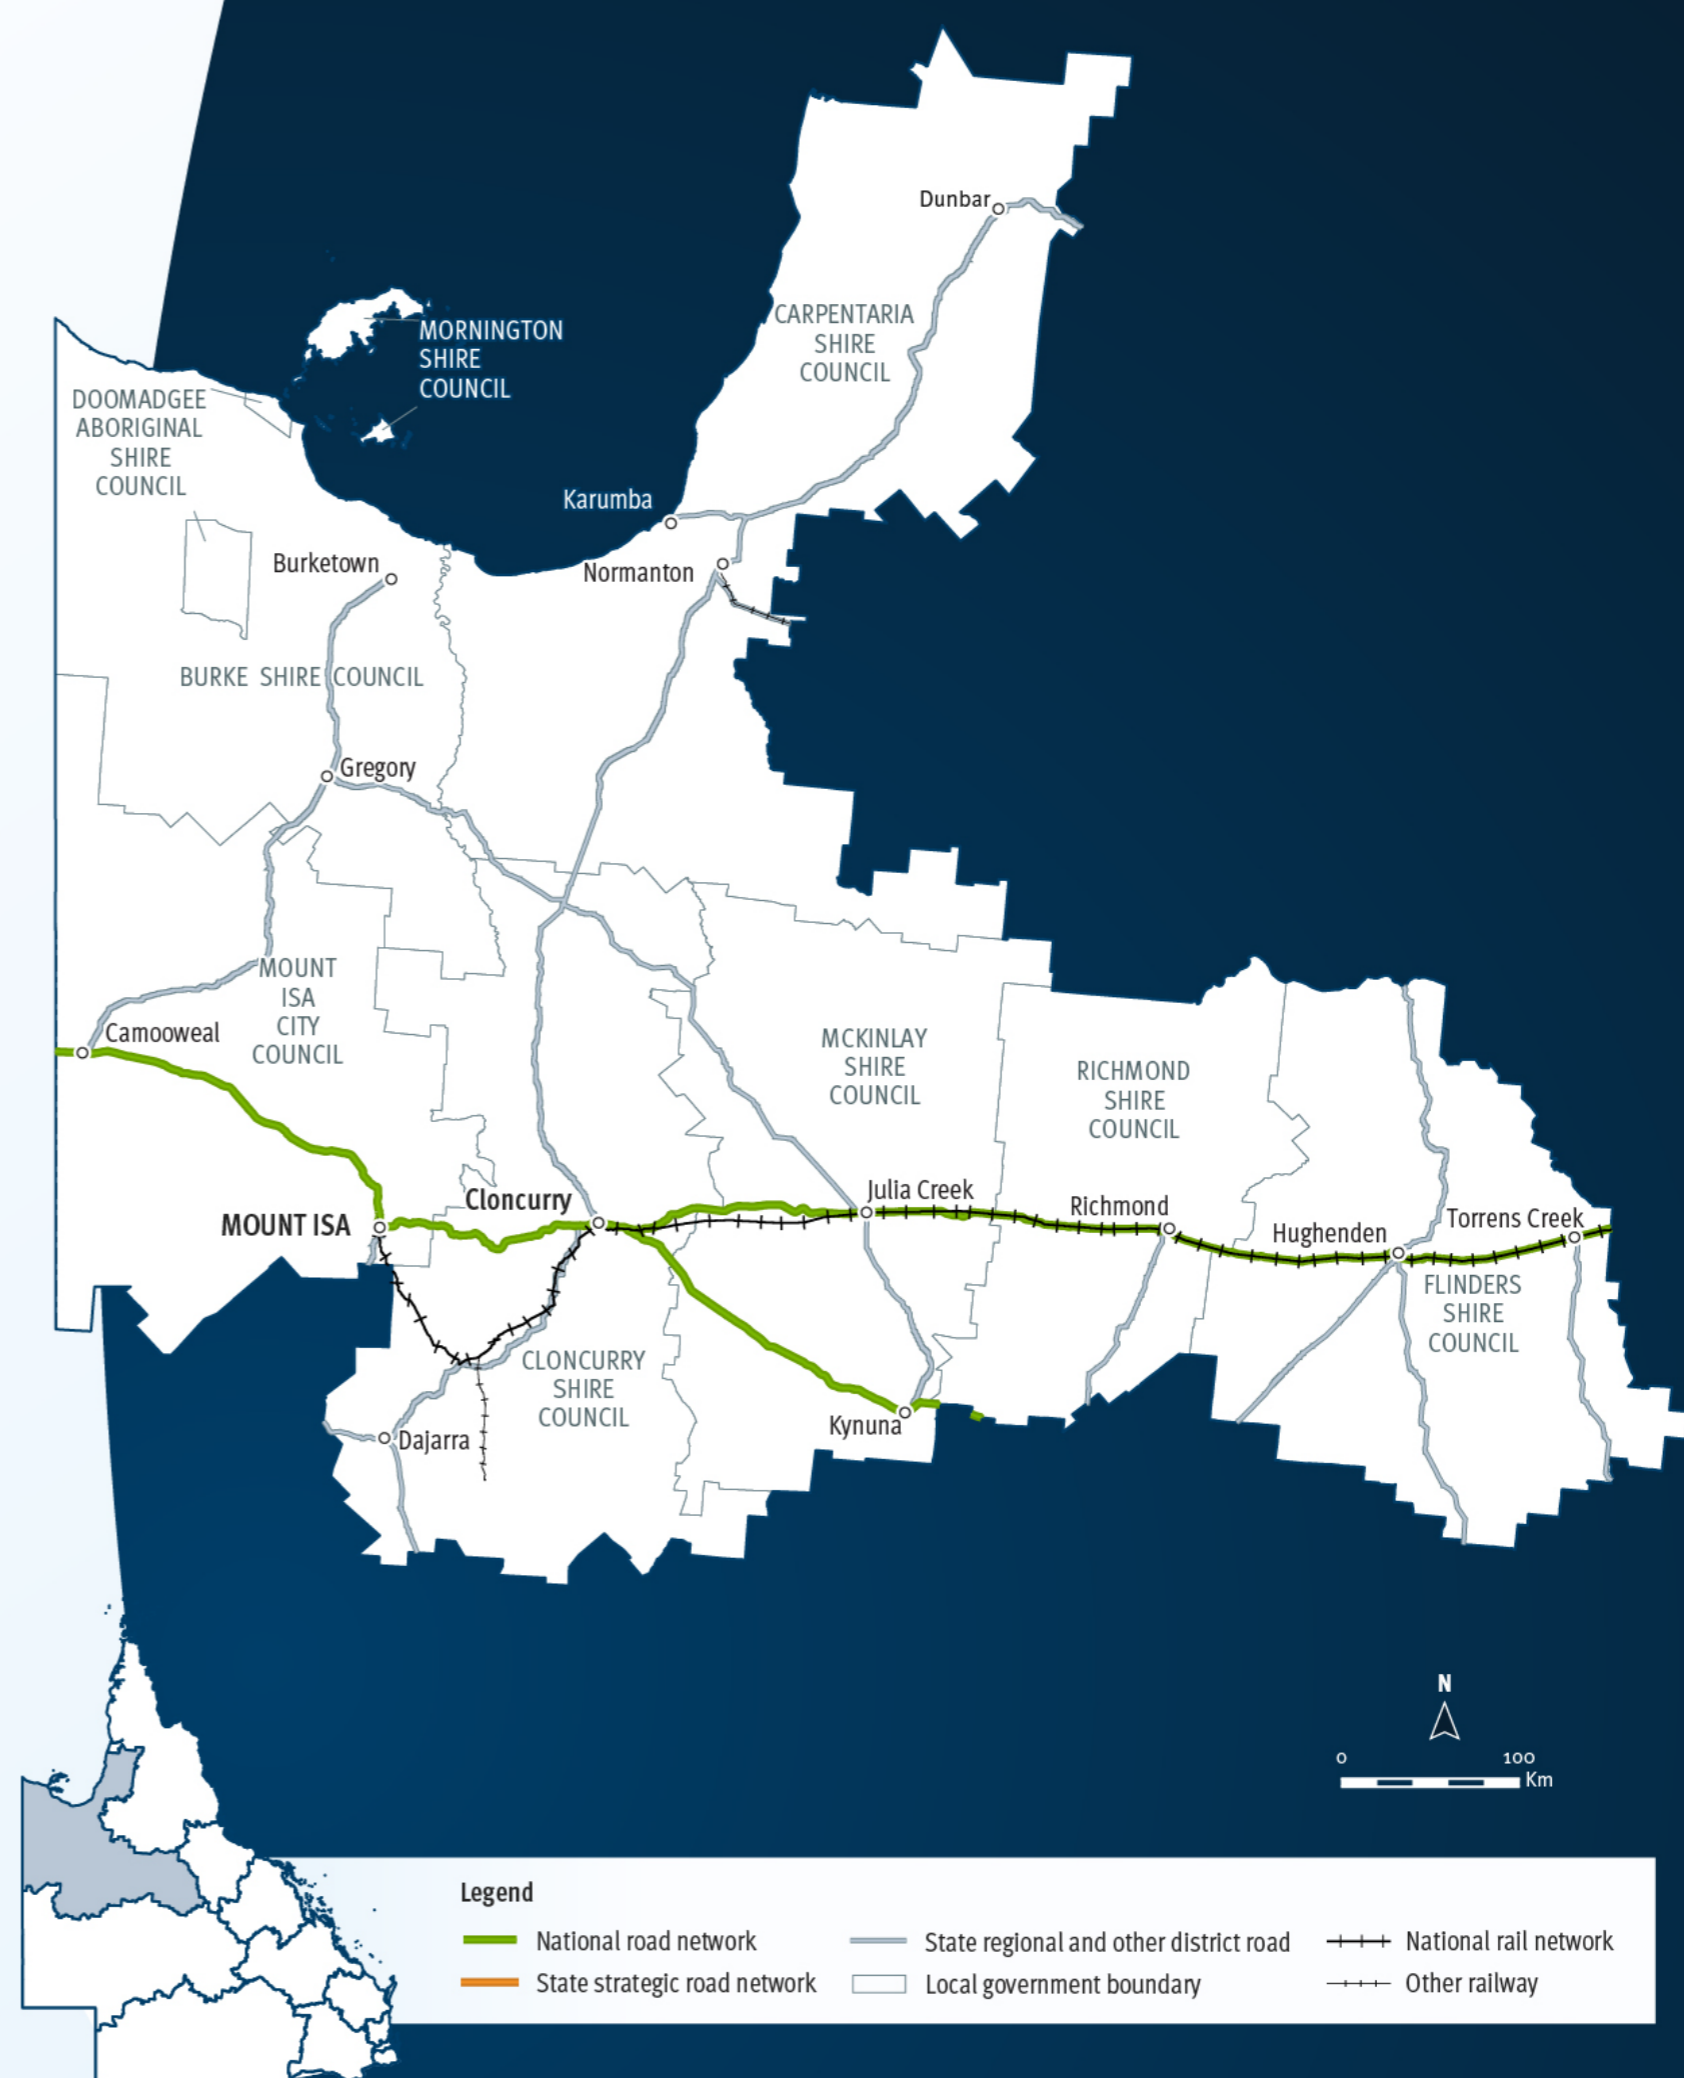 Dunbar
CARPENTARIA
SHIRE
COUNCIL
MORNINGTON
SHIRE
COUNCIL
DOOMADGEE
ABORIGINAL
SHIRE
COUNCIL
Karumba
Burketown
Normanton
BURKE SHIRE COUNCIL
Gregory
MOUNT
ISA
CITY
COUNCIL
Camooweal
MCKINLAY
SHIRE
COUNCIL
RICHMOND
SHIRE
COUNCIL
Cloncurry
Julia Creek
Richmond
MOUNT ISA
Hughenden
Torrens Creek
FLINDERS
SHIRE
COUNCIL
CLONCURRY
SHIRE
COUNCIL
Kynuna
Dajarra
N
0 100
Km
Legend
National road network
State strategic road network
State regional and other district road
Local government boundary
National rail network
Other railway